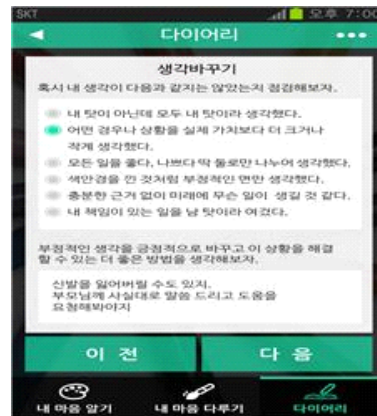 SKT 오후 7:00
다이어리
생각바꾸기
혹시 내 생각이 다음과 같지는 않았는지 점검해보자.
내 탓이 아닌데 모두 내 탓이라 생각했다.
어떤 경우나 상황을 실제 가치보다 더 크거나
작게 생각했다.
모든 일을 좋다, 나쁘다 딱 둘로만 나누어 생각했다.
색안경을 낀 것처럼 부정적인 면만 생각했다.
충분한 근거 없이 미래에 무슨 일이 생길 것 같다.
내 책임이 있는 일을 남 탓이라 여겼다.
부정적인 생각을 긍정적으로 바꾸고 이 상황을 해결
할 수 있는 더 좋은 방법을 생각해보자.
산발을 잃어버릴 수도 있지.
부모님께 사실대로 말씀 드리고 도움을
요청해봐야지
이 전 다 음
내 마음 알기 내 마음 다루기 다이어리